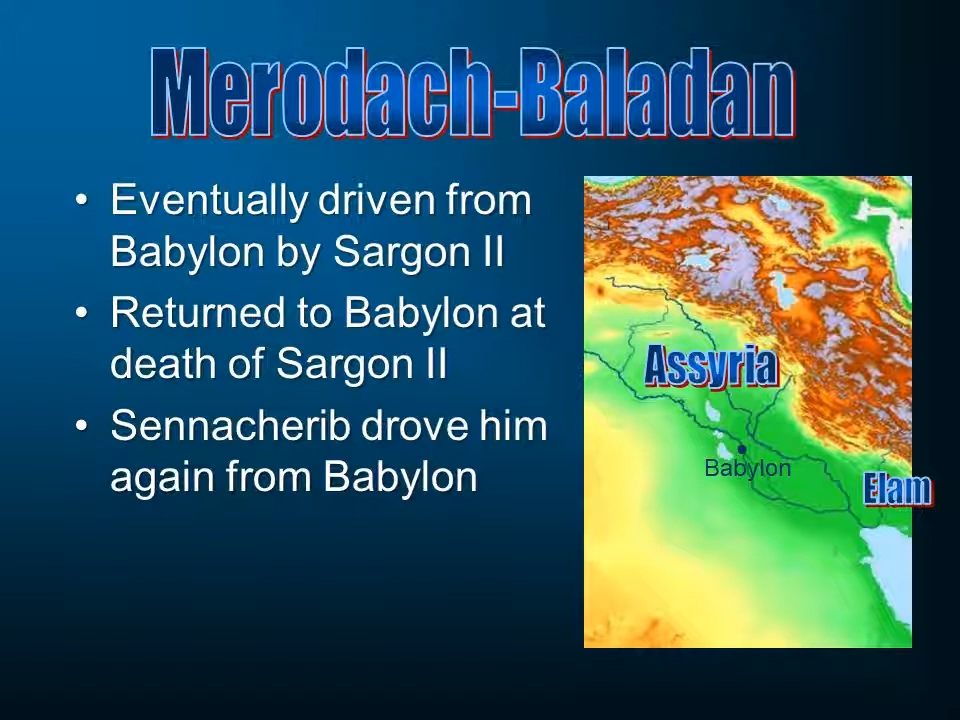 Merodach-Baladan
• Eventually driven from
Babylon by Sargon II
• Returned to Babylon at
death of Sargon II
• Sennacherib drove him
again from Babylon
Assyria
Babylon
Elam